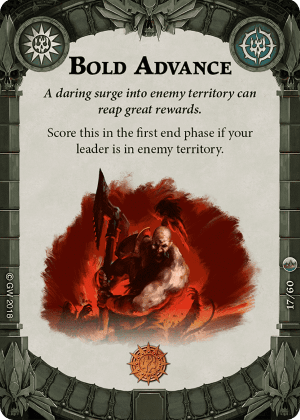 Bold Advance
A daring surge into enemy territory can
reap great rewards.
Score this in the first end phase if your
leader is in enemy territory.
© GW 2018
17/60